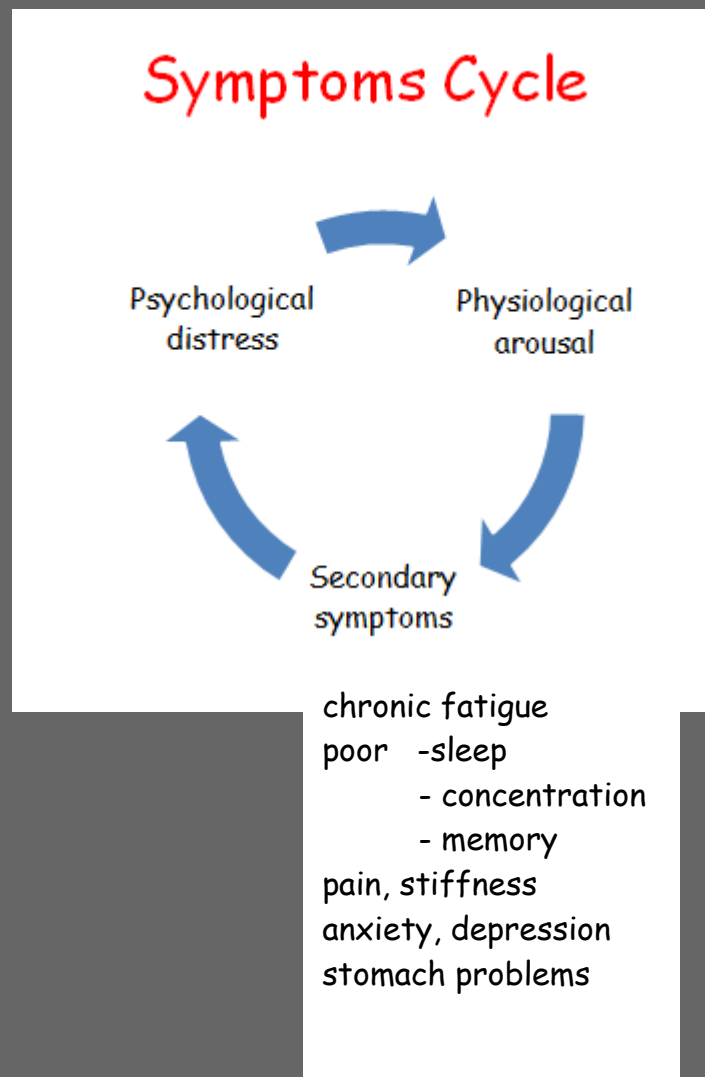 Symptoms Cycle
Psychological
distress
Physiological
arousal
Secondary
symptoms
chronic fatigue
poor -sleep
- concentration
- memory
pain, stiffness
anxiety, depression
stomach problems